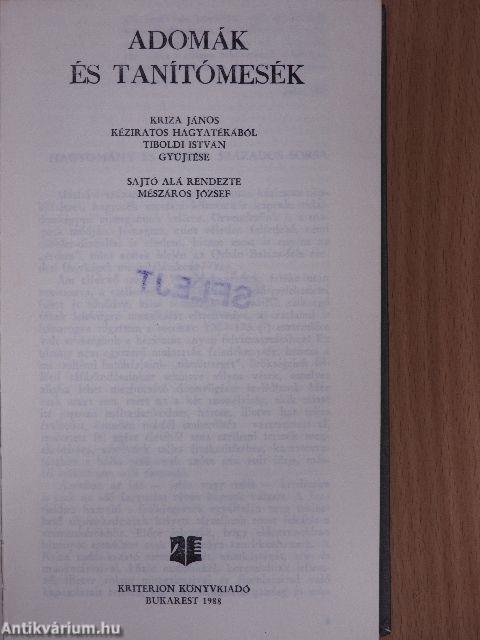 ADOMÁK
ÉS TANÍTÓMESÉK
KRIZA JÁNOS
KÉZIRATOS HAGYATÉKÁBÓL
TIBOLDI ISTVÁN
GYŰJTÉSE
SAJTÓ ALÁ RENDEZTE
MÉSZÁROS JÓZSEF
SELEJT
KRITERION KÖNYVKIADÓ
BUKAREST 1988
Antikvárium.hu